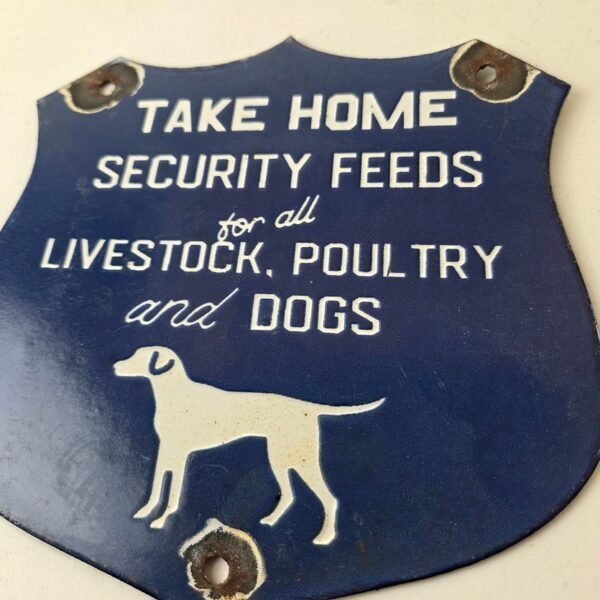 TAKE HOME
SECURITY FEEDS
for all
LIVESTOCK, POULTRY
and DOGS